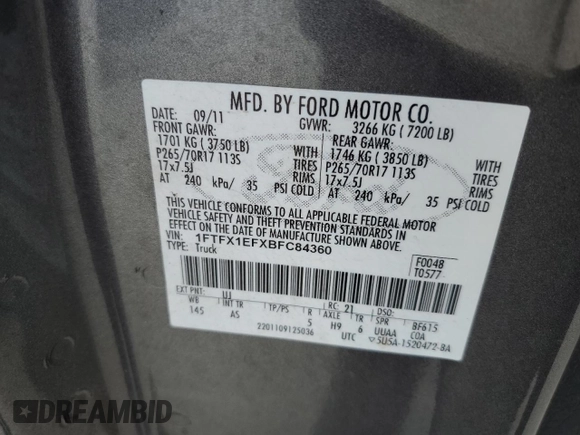 MFD. BY FORD MOTOR CO.
DATE: 09/11 GVWR: 3266 KG ( 7200 LB)
FRONT GAWR: REAR GAWR:
1701 KG ( 3750 LB) WITH 1746 KG ( 3850 LB) WITH
P265/70R17 113S TIRES P265/70R17 113S TIRES
17x7.5J RIMS 17x7.5J RIMS
AT 240 kPa/ 35 PSI COLD AT 240 kPa/ 35 PSI COLD
THIS VEHICLE CONFORMS TO ALL APPLICABLE FEDERAL MOTOR
VEHICLE SAFETY AND THEFT PREVENTION STANDARDS IN
EFFECT ON THE DATE OF MANUFACTURE SHOWN ABOVE.
VIN: 1FTFX1EFXBFC84360 F0048
TYPE: Truck T0577
EXT PNT: UJ RC: 21 DSO:
WB INT TR TP/PS R AXLE TR SPR BF615
145 AS 5 H9 6 UUAA COA
2201109125036 UTC ▽5U5A-1520472-BA
DREAMBID